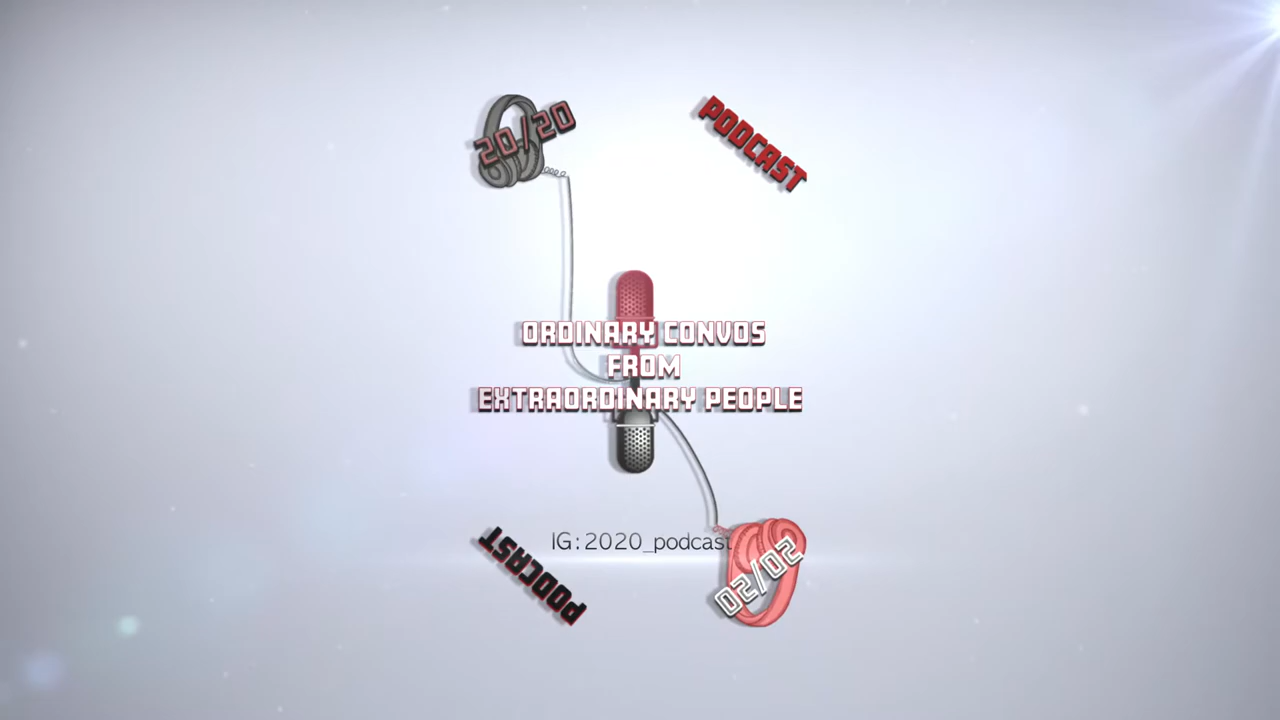 20/20
PODCAST
ORDINARY CONVOS
FROM
EXTRAORDINARY PEOPLE
IG:2020_podcast
PODCAST
20/20